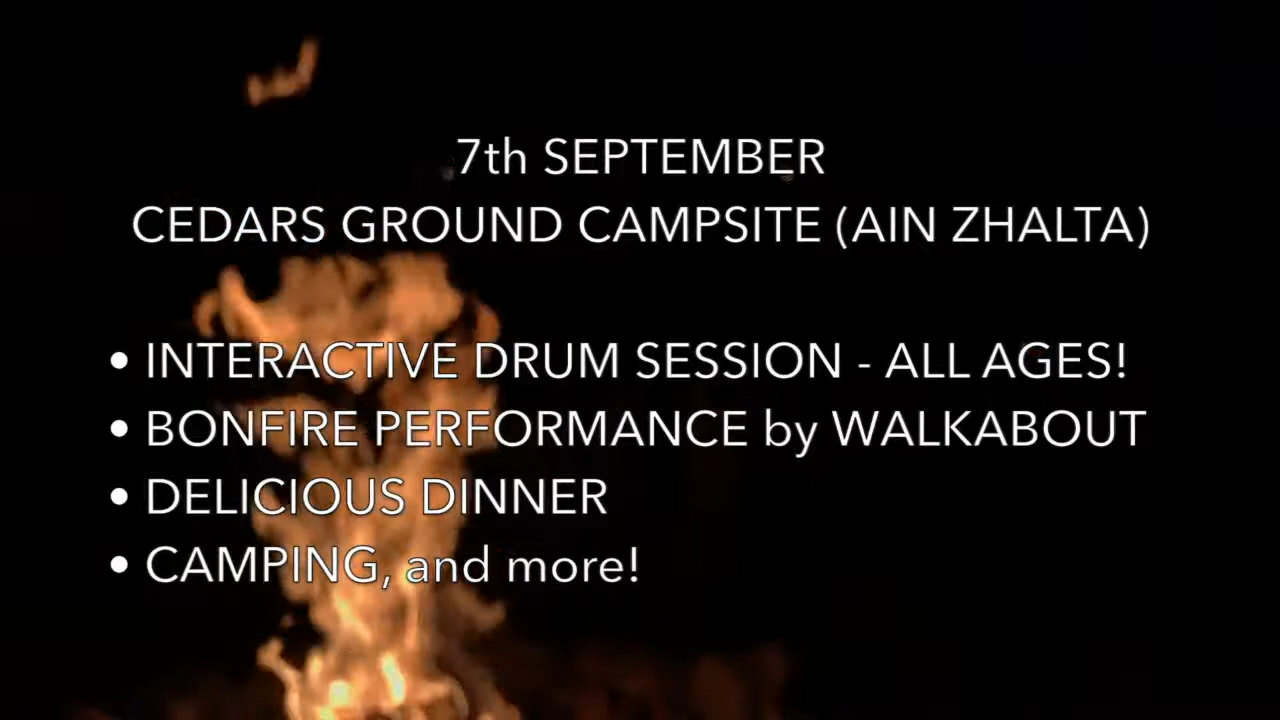 7th SEPTEMBER
CEDARS GROUND CAMPSITE (AIN ZHALTA)
• INTERACTIVE DRUM SESSION - ALL AGES!
• BONFIRE PERFORMANCE by WALKABOUT
• DELICIOUS DINNER
• CAMPING, and more!